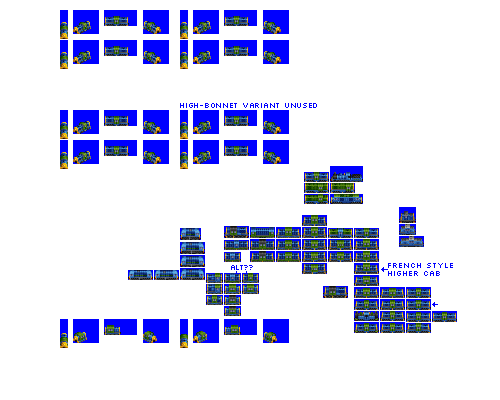 HIGH-BONNET VARIANT UNUSED
ALT??
FRENCH STYLE
HIGHER CAB